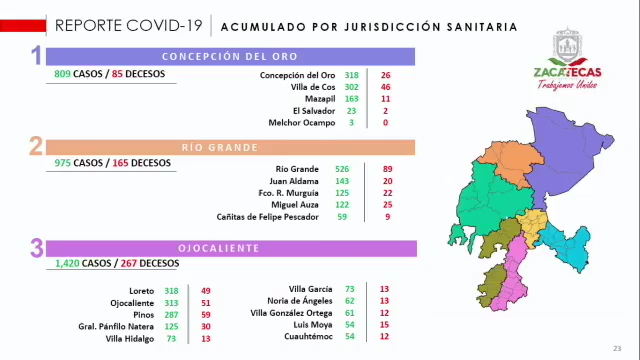 REPORTE COVID-19 ACUMULADO POR JURISDICCIÓN SANITARIA
ZACATECAS
Trabajemos Unidos
1 CONCEPCIÓN DEL ORO
809 CASOS / 85 DECESOS
Concepción del Oro 318 26
Villa de Cos 302 46
Mazapil 163 11
El Salvador 23 2
Melchor Ocampo 3 0
2 RÍO GRANDE
975 CASOS / 165 DECESOS
Río Grande 526 89
Juan Aldama 143 20
Fco. R. Murguía 125 22
Miguel Auza 122 25
Cañitas de Felipe Pescador 59 9
3 OJOCALIENTE
1,420 CASOS / 267 DECESOS
Loreto 318 49
Ojocaliente 313 51
Pinos 287 59
Gral. Pánfilo Natera 125 30
Villa Hidalgo 73 13
Villa García 73 13
Noria de Ángeles 62 13
Villa González Ortega 61 12
Luis Moya 54 15
Cuauhtémoc 54 12
23